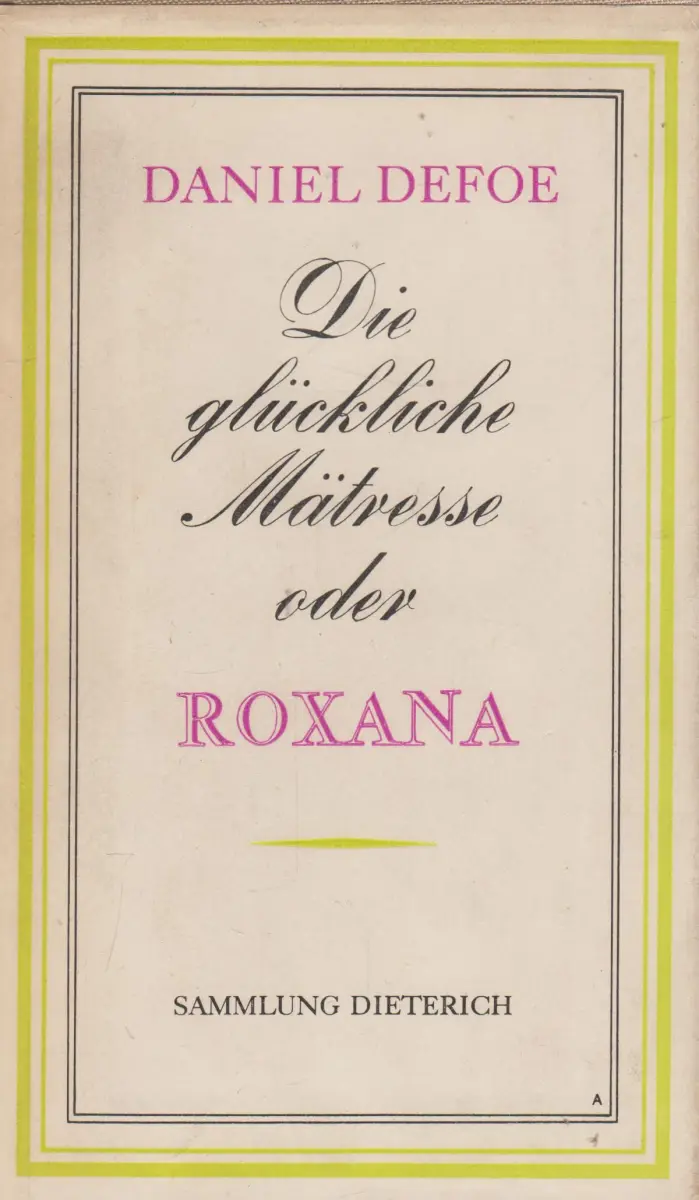 DANIEL DEFOE
Die
glückliche
Mätresse
oder
ROXANA
SAMMLUNG DIETERICH
A